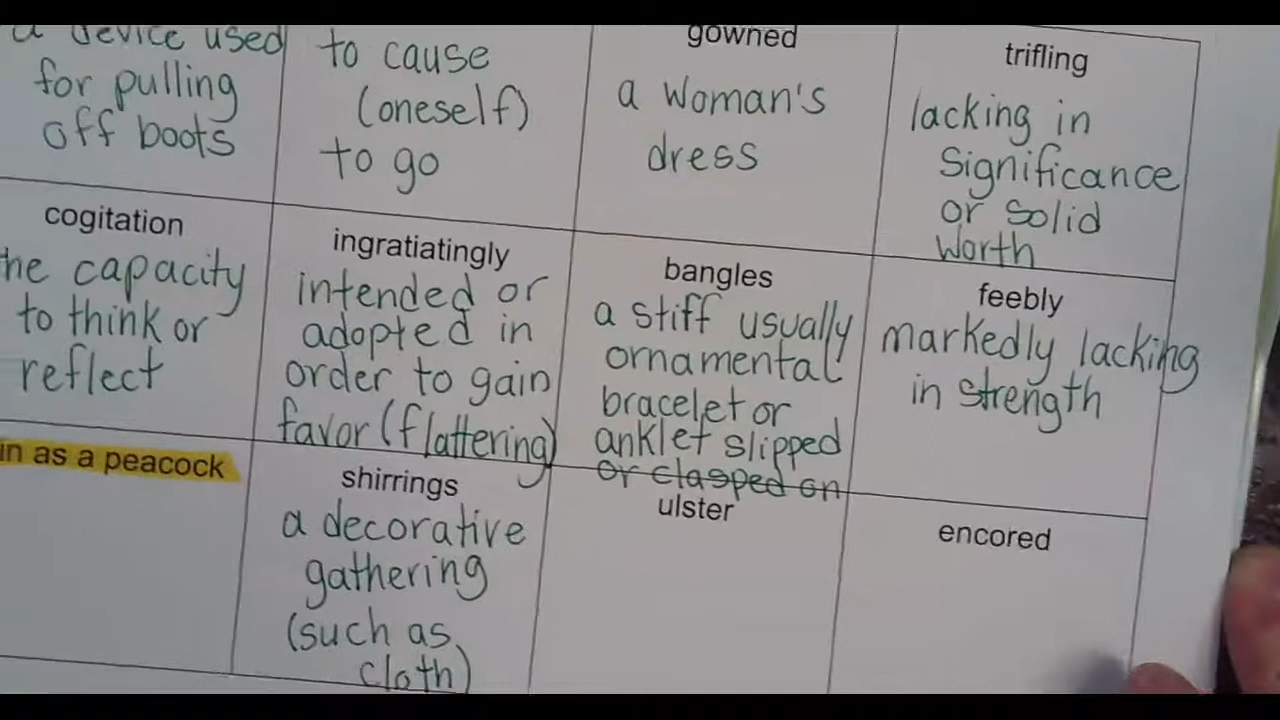 a device used
for pulling
off boots
to cause
(oneself)
to go
gowned
a woman's
dress
trifling
lacking in
significance
or solid
worth
cogitation
he capacity
to think or
reflect
ingratiatingly
intended or
adopted in
order to gain
favor (flattering)
bangles
a stiff usually
ornamental
bracelet or
anklet slipped
or clasped on
feebly
markedly lacking
in strength
in as a peacock
shirrings
a decorative
gathering
(such as
cloth)
ulster
encored